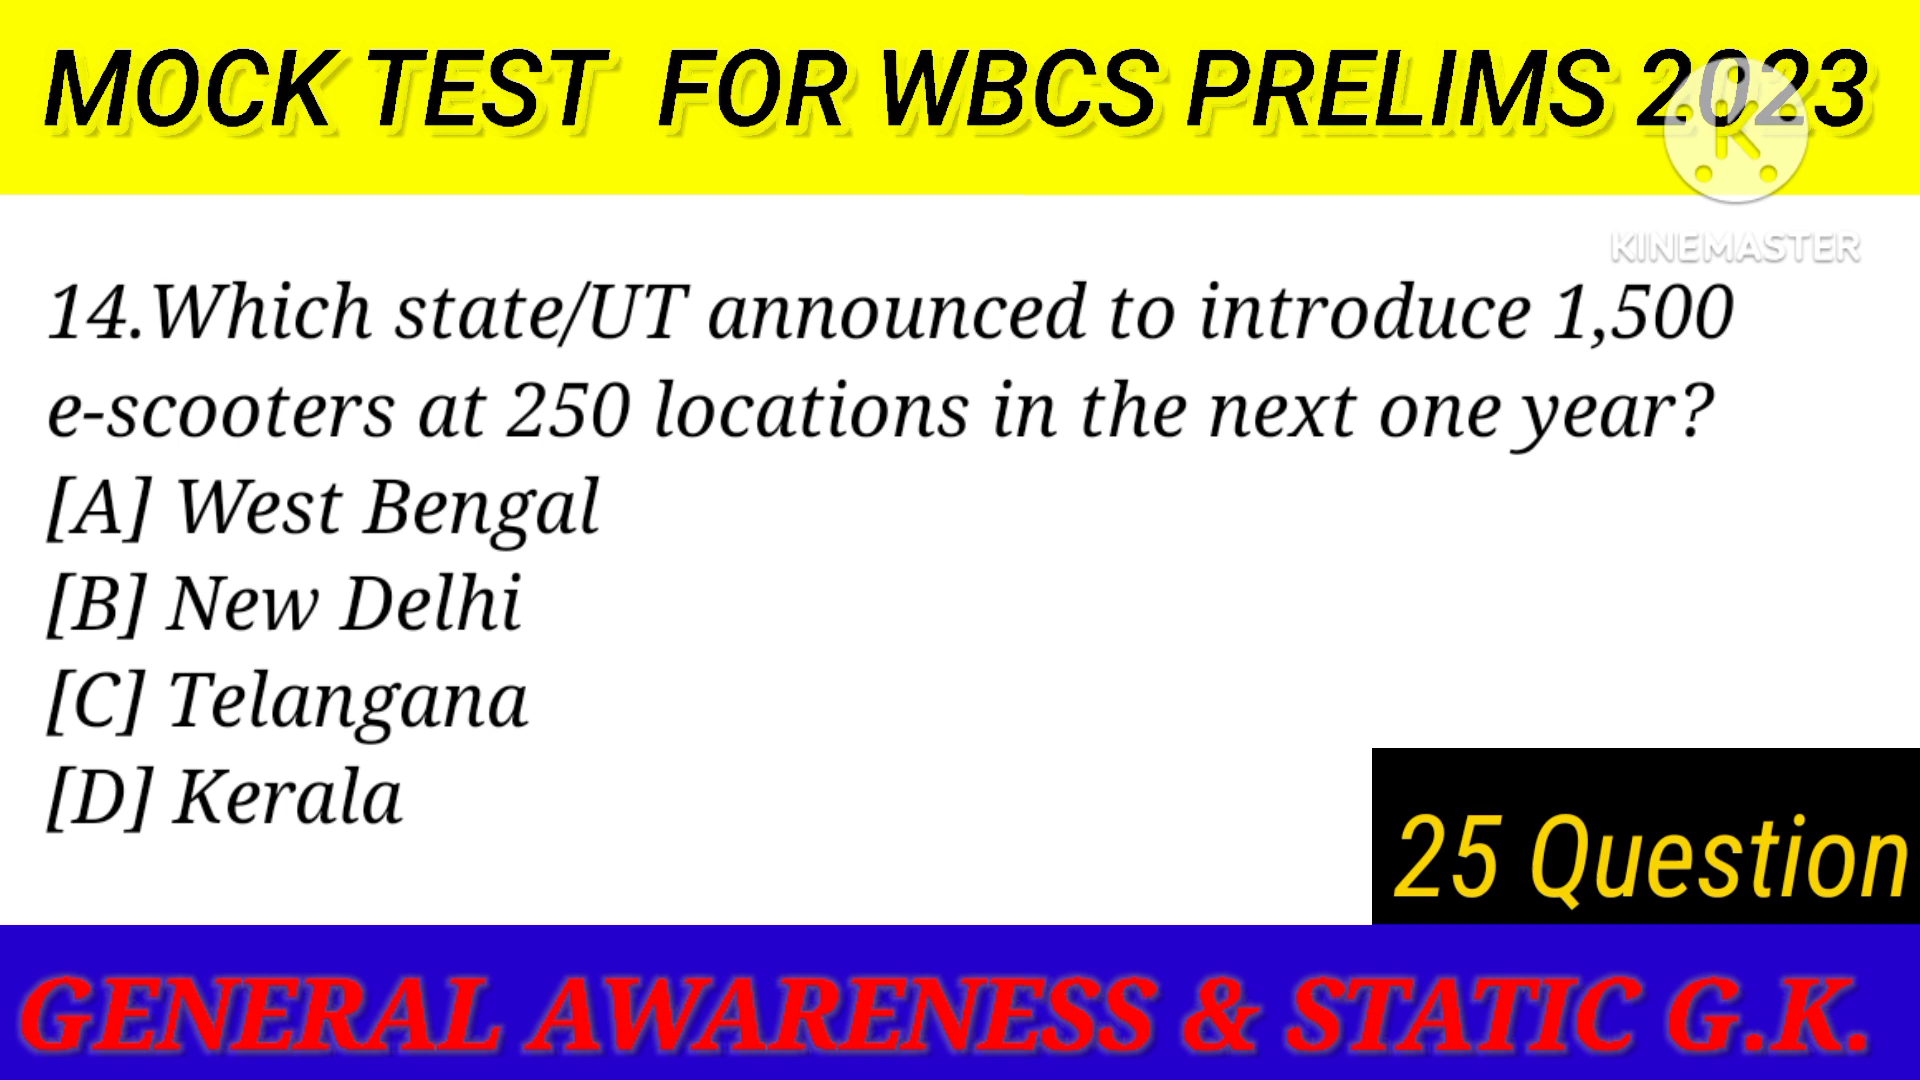 MOCK TEST FOR WBCS PRELIMS 2023
KINEMASTER
14.Which state/UT announced to introduce 1,500
e-scooters at 250 locations in the next one year?
[A] West Bengal
[B] New Delhi
[C] Telangana
[D] Kerala
25 Question
GENERAL AWARENESS & STATIC G.K.